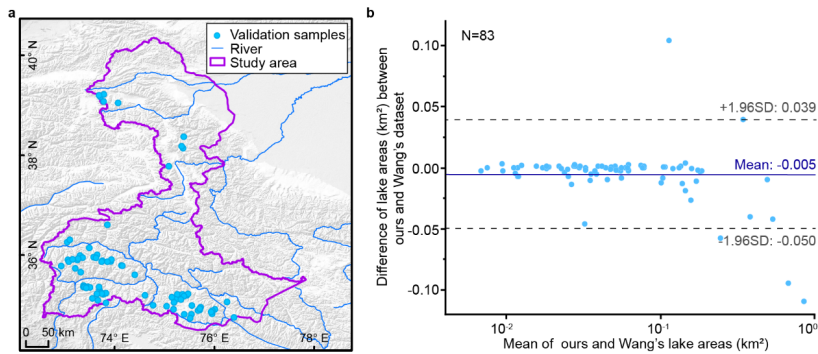 a
Validation samples
River
Study area
40° N
38° N
36° N
0 50 km
74° E
76° E
78° E
b
N=83
0.10
0.05
0.00
-0.05
-0.10
+1.96SD: 0.039
Mean: -0.005
-1.96SD: -0.050
Difference of lake areas (km²) between
ours and Wang's dataset
10⁻²
10⁻¹
10⁰
Mean of ours and Wang's lake areas (km²)